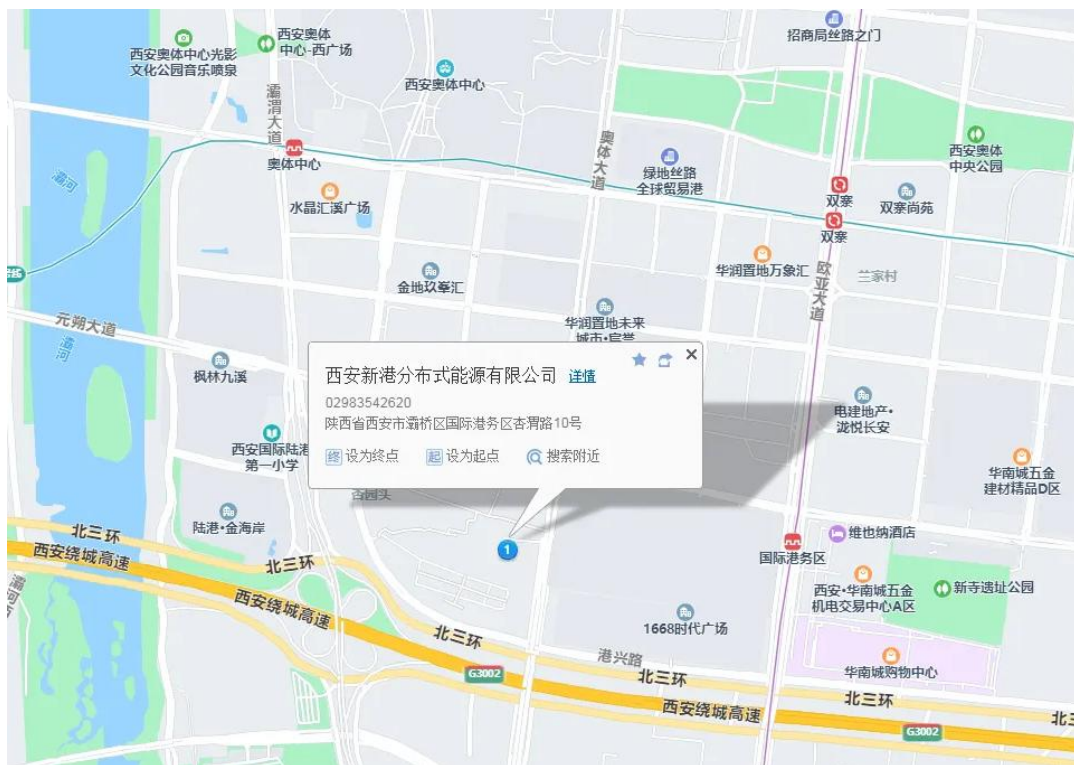 招商局丝路之门
西安奥体
中心-西广场
西安奥体中心光影
文化公园音乐喷泉
西安奥体中心
灞渭大道
奥体中心
奥体大道
绿地丝路
全球贸易港
西安奥体
中央公园
双寨
双寨尚苑
双寨
水晶汇溪广场
灞河
金地玖峯汇
华润置地万象汇
欧亚大道
兰家村
华润置地未来
城市·宸誉
元朔大道
灞河
枫林九溪
西安新港分布式能源有限公司 详情
02983542620
陕西省西安市灞桥区国际港务区杏渭路10号
终 设为终点 起 设为起点 搜索附近
电建地产·
泷悦长安
西安国际陆港
第一小学
华南城五金
建材精品D区
杏园头
陆港·金海岸
北三环
西安绕城高速
北三环
1
维也纳酒店
国际港务区
西安·华南城五金
机电交易中心A区
新寺遗址公园
西安绕城高速
北三环
1668时代广场
港兴路
华南城购物中心
G3002
北三环
北三环
西安绕城高速
G3002
北三